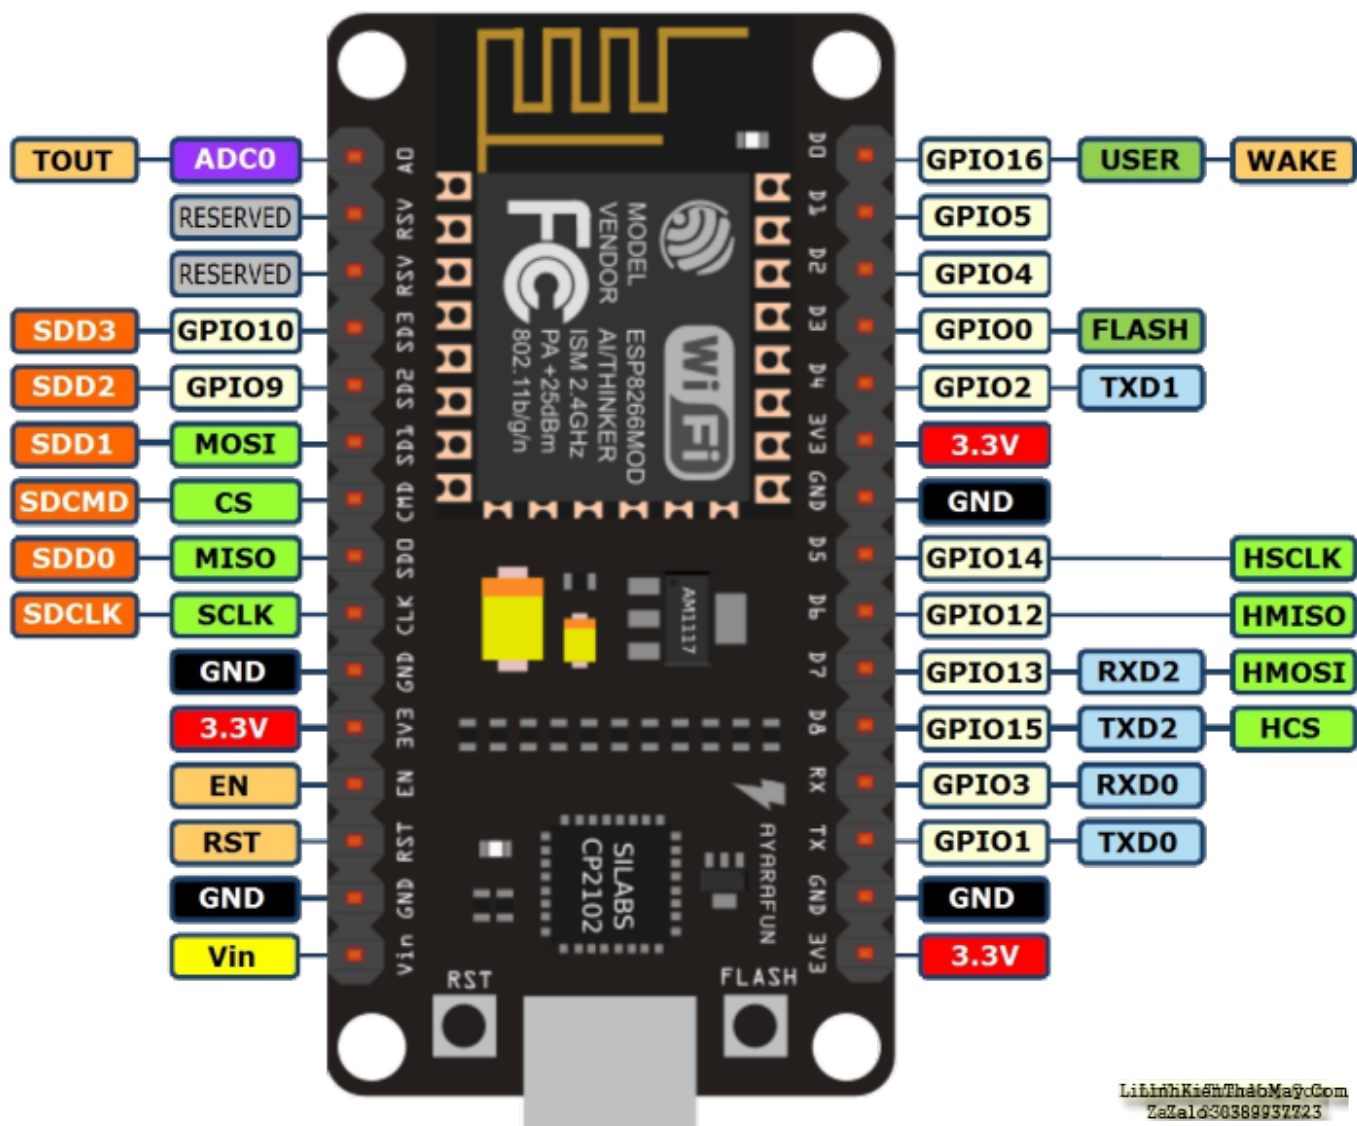 TOUT ADC0 A0 D0 GPIO16 USER WAKE
RESERVED RSV D1 GPIO5
RESERVED RSV D2 GPIO4
SDD3 GPIO10 SD3 D3 GPIO0 FLASH
SDD2 GPIO9 SD2 D4 GPIO2 TXD1
SDD1 MOSI SD1 3V3 3.3V
SDCMD CS CMD GND GND
SDD0 MISO SDO D5 GPIO14 HSCLK
SDCLK SCLK CLK D6 GPIO12 HMISO
GND GND D7 GPIO13 RXD2 HMOSI
3.3V 3V3 D8 GPIO15 TXD2 HCS
EN EN RX GPIO3 RXD0
RST RST TX GPIO1 TXD0
GND GND GND GND
Vin Vin 3V3 3.3V
MODEL ESP8266MOD
VENDOR AI/THINKER
ISM 2.4GHz
PA +25dBm
802.11b/g/n
FC
Wi Fi
AM1117
SILABS
CP2102
AYARAFUN
RST
FLASH